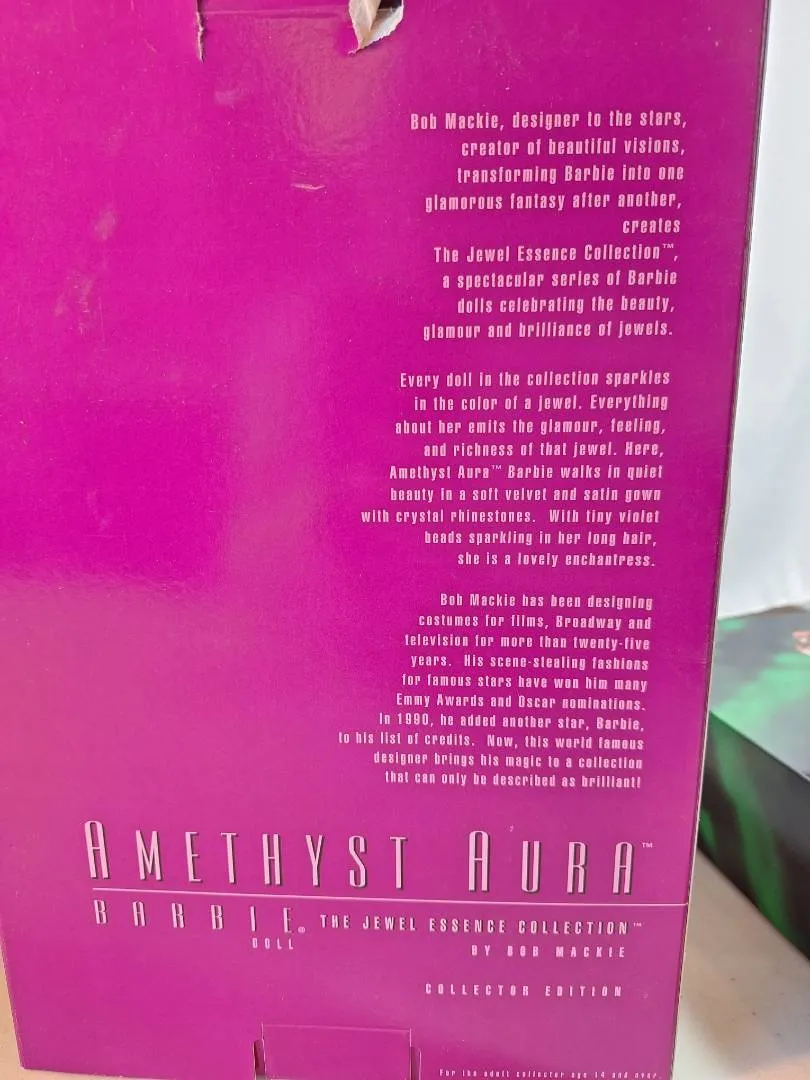 Bob Mackie, designer to the stars,
creator of beautiful visions,
transforming Barbie into one
glamorous fantasy after another,
creates
The Jewel Essence Collection™,
a spectacular series of Barbie
dolls celebrating the beauty,
glamour and brilliance of jewels.
Every doll in the collection sparkles
in the color of a jewel. Everything
about her emits the glamour, feeling,
and richness of that jewel. Here,
Amethyst Aura™ Barbie walks in quiet
beauty in a soft velvet and satin gown
with crystal rhinestones. With tiny violet
beads sparkling in her long hair,
she is a lovely enchantress.
Bob Mackie has been designing
costumes for films, Broadway and
television for more than twenty-five
years. His scene-stealing fashions
for famous stars have won him many
Emmy Awards and Oscar nominations.
In 1990, he added another star, Barbie,
to his list of credits. Now, this world famous
designer brings his magic to a collection
that can only be described as brilliant!
AMETHYST AURA™
BARBIE® THE JEWEL ESSENCE COLLECTION™
DOLL BY BOB MACKIE
COLLECTOR EDITION
For the adult collector age 14 and over.